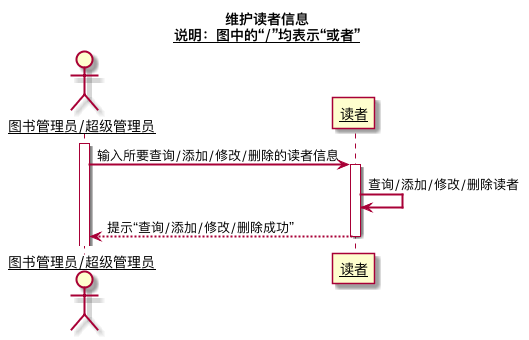 维护读者信息
说明：图中的“/”均表示“或者”
图书管理员/超级管理员
读者
输入所要查询/添加/修改/删除的读者信息
查询/添加/修改/删除读者
提示“查询/添加/修改/删除成功”
图书管理员/超级管理员
读者